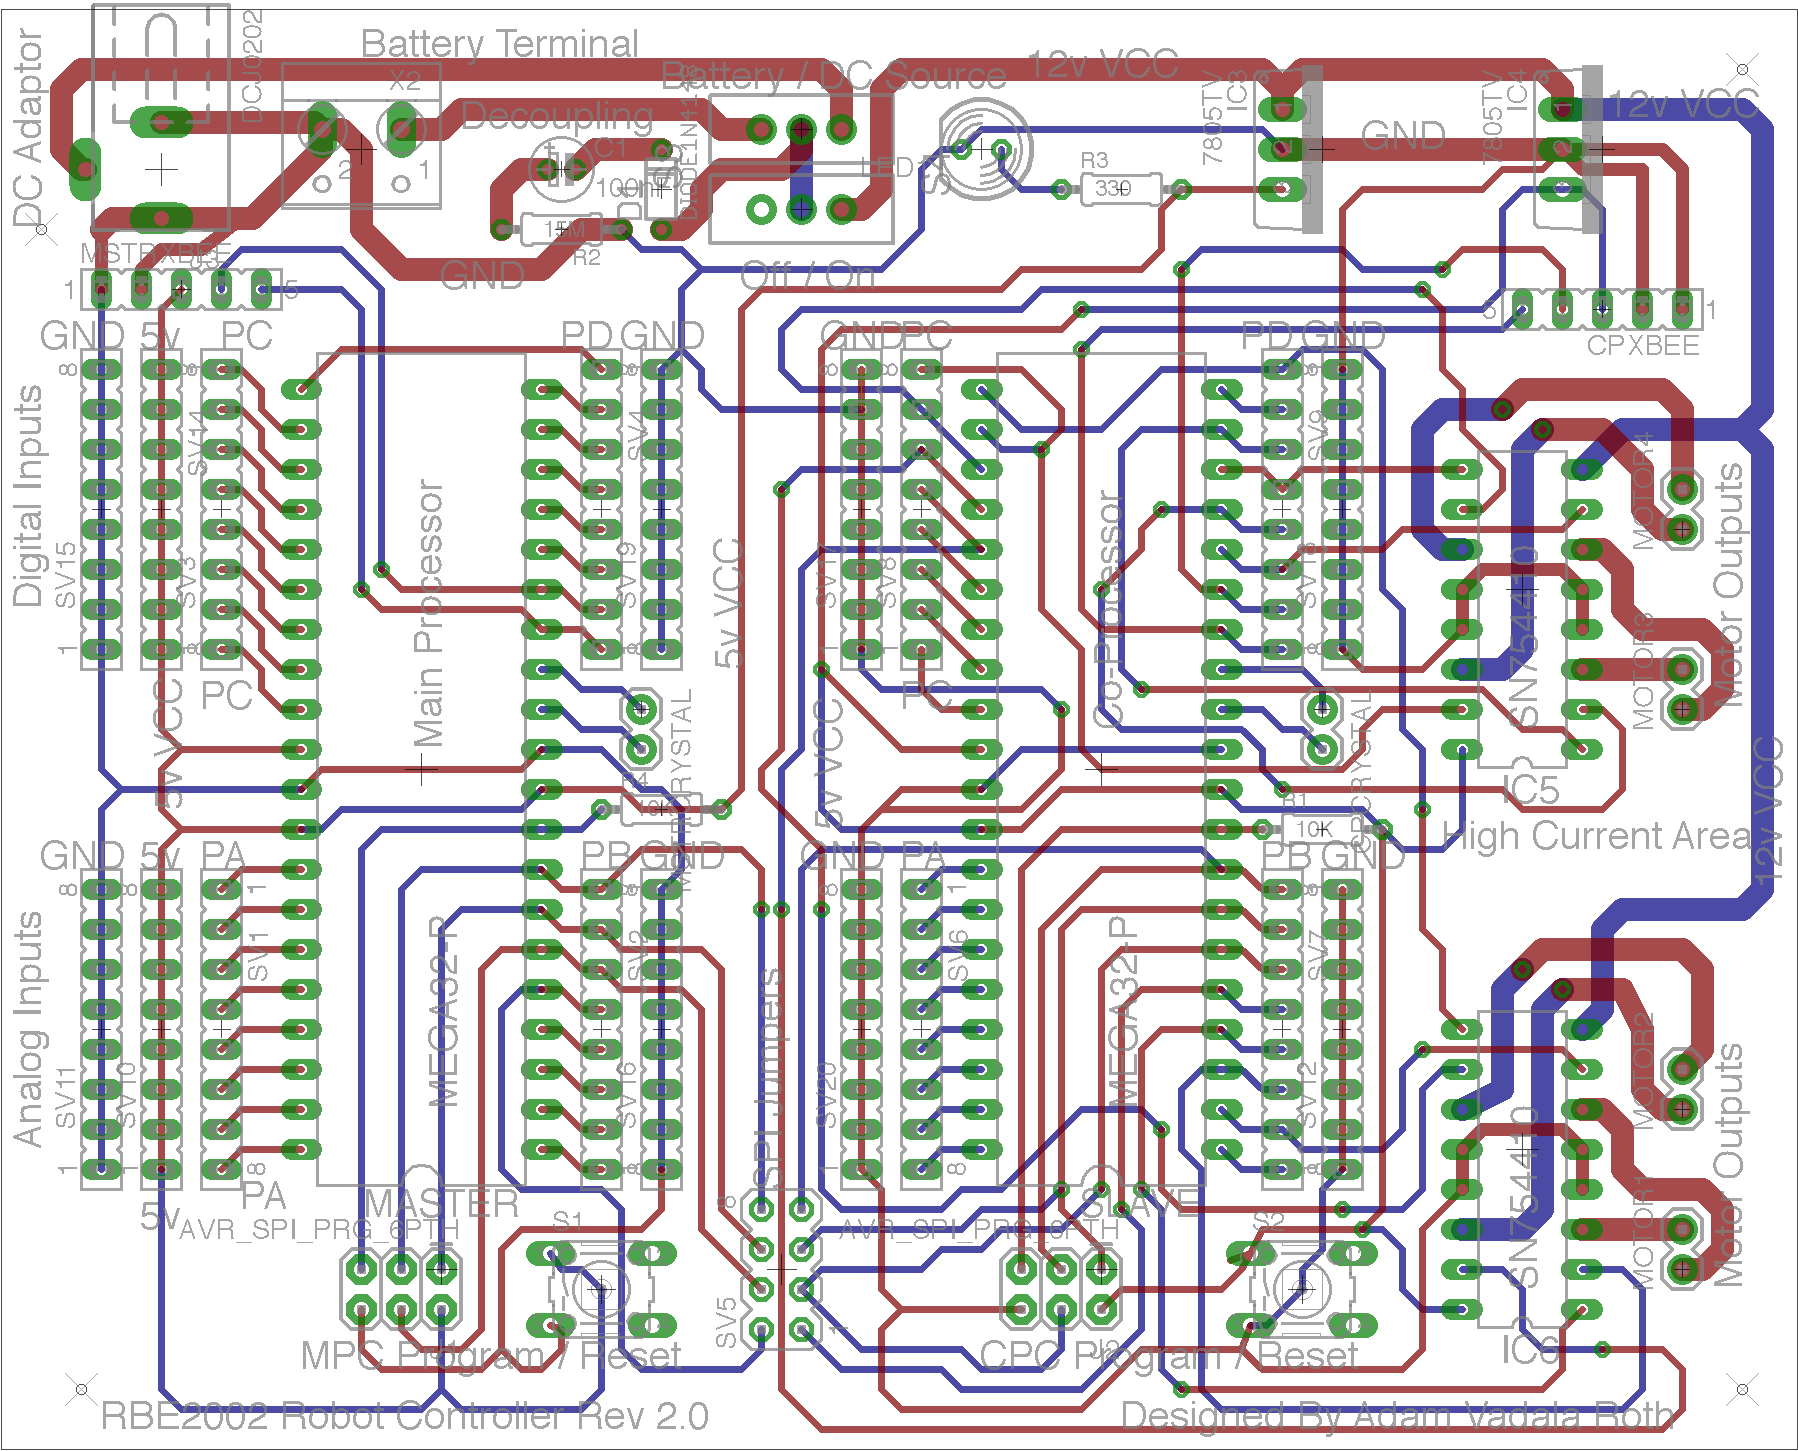 Battery Terminal
DC Adaptor
DCJ0202
X2
2
1
Decoupling
Battery / DC Source
12v VCC
12v VCC
GND
7805TV
IC3
7805TV
IC4
C1
DIODE1N4148
LED1
R3
330
15M
R2
MSTRXBEE
1
5
GND
Off / On
5
1
CPXBEE
GND
5v
PC
PD
GND
GND
PC
PD
GND
Digital Inputs
SV15
SV3
SV14
SV4
SV19
SV8
SV9
Main Processor
5v VCC
Co-Processor
MOTOR4
MOTOR3
Motor Outputs
SN754410
IC5
5v VCC
PC
5v VCC
PC
R4
10K
R1
10K
High Current Area
12v VCC
GND
5v
PA
PB
GND
GND
PA
PB
GND
Analog Inputs
SV11
SV10
SV1
SV2
SV16
SV20
SV6
SV7
SV12
MEGA32-P
SPI Jumpers
MEGA32-P
MOTOR2
MOTOR1
Motor Outputs
SN754410
IC6
PA
5v
MASTER
AVR_SPI_PRG_6PTH
S1
SV5
8
1
SLAVE
AVR_SPI_PRG_6PTH
S2
MPC Program / Reset
CPC Program / Reset
RBE2002 Robot Controller Rev 2.0
Designed By Adam Vadala Roth